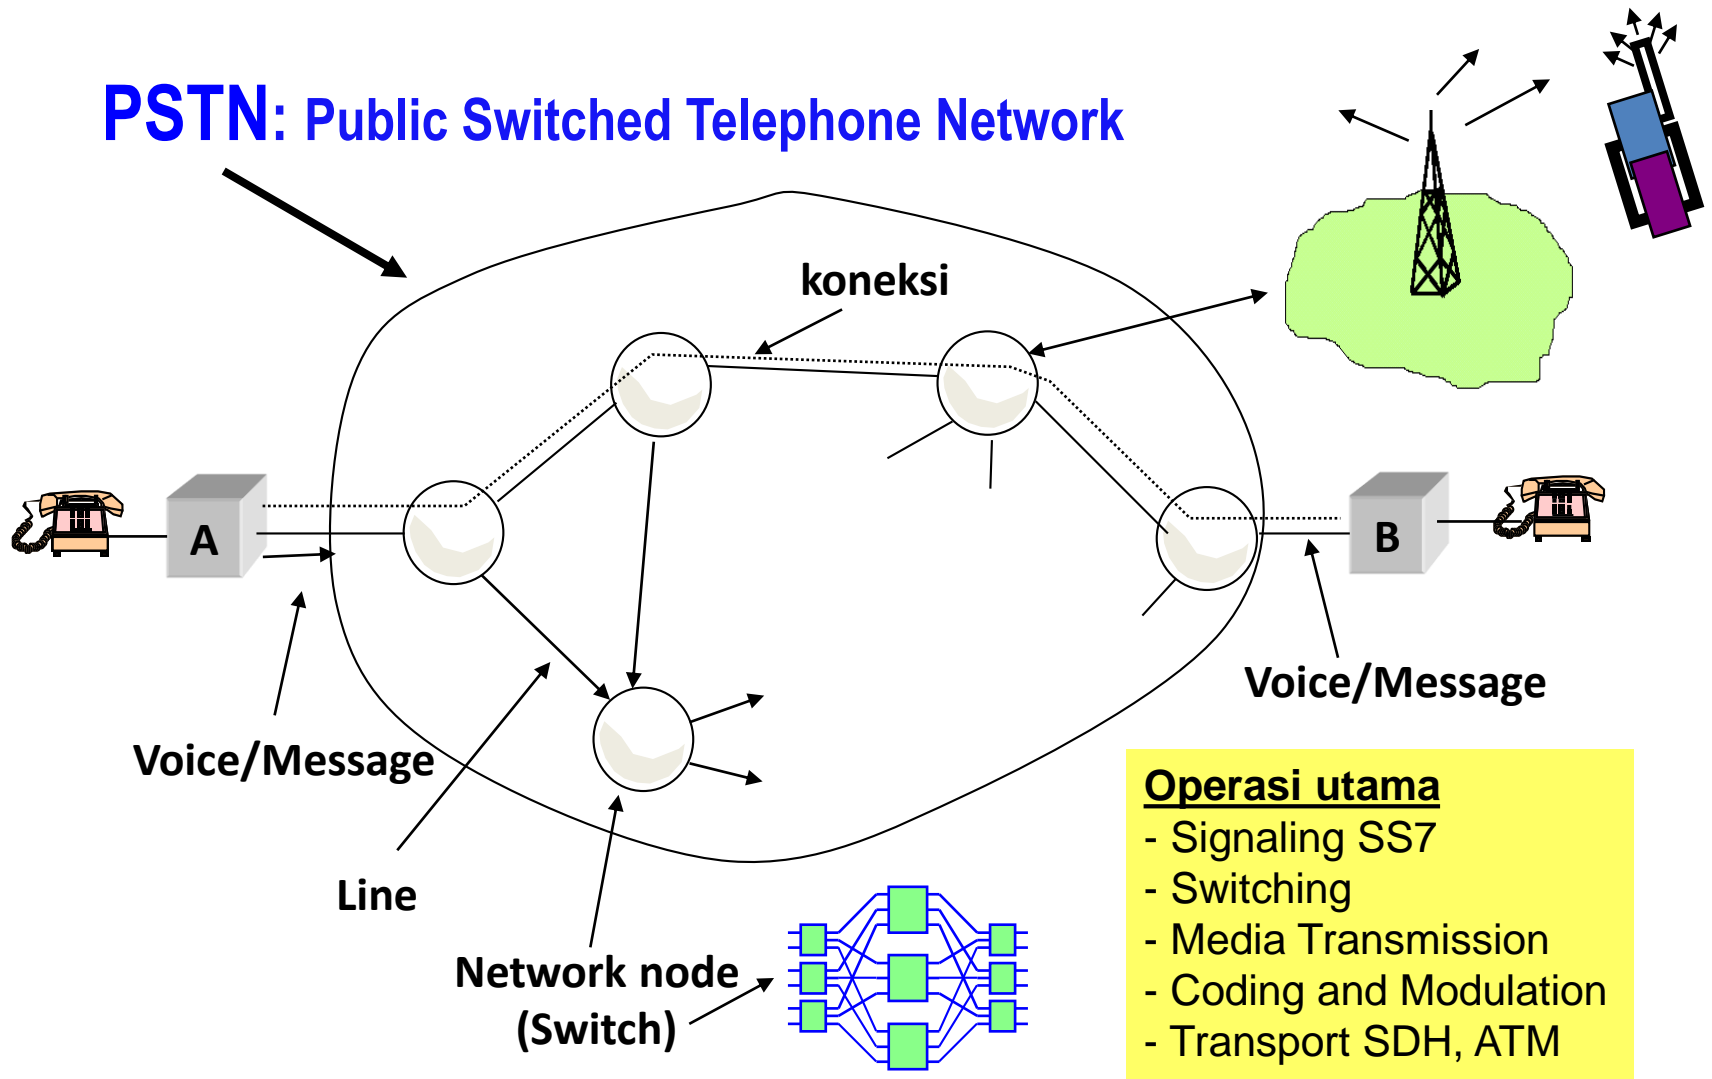 PSTN: Public Switched Telephone Network
koneksi
A
B
Voice/Message
Voice/Message
Line
Network node
(Switch)
Operasi utama
- Signaling SS7
- Switching
- Media Transmission
- Coding and Modulation
- Transport SDH, ATM